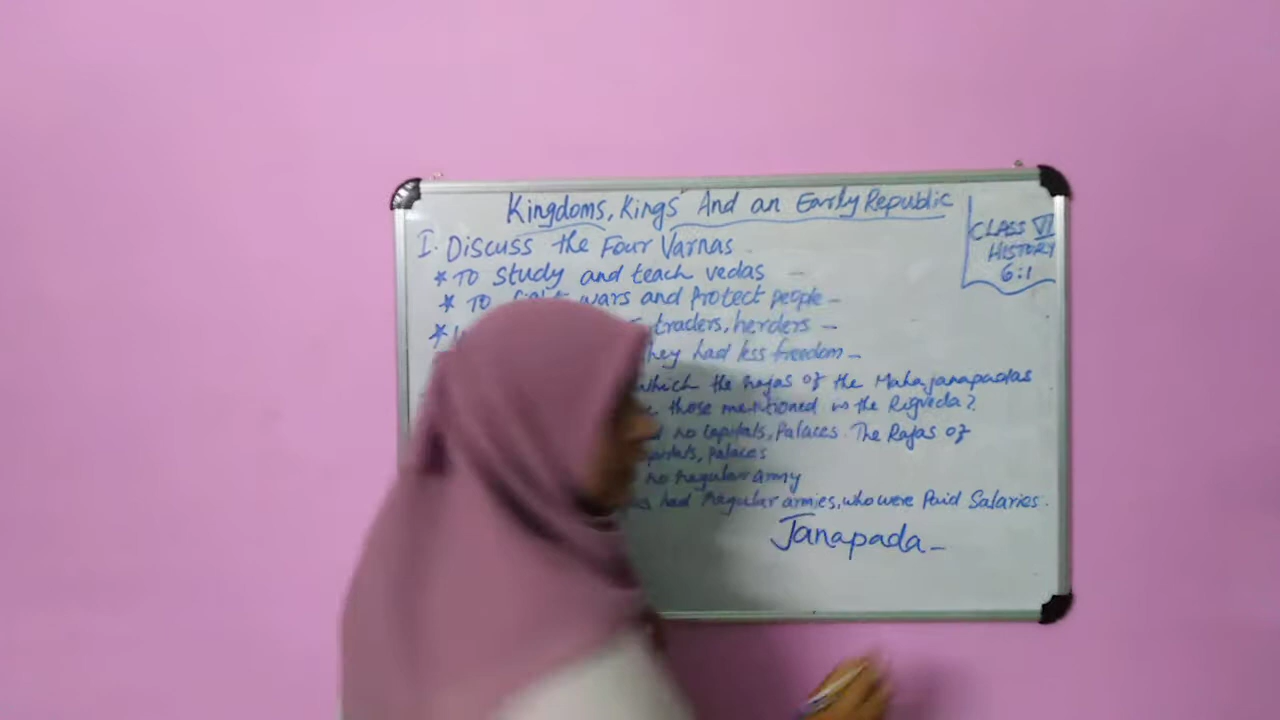 Kingdoms, Kings And an Early Republic
CLASS VI
HISTORY
6:1
I. Discuss the Four Varnas
* To study and teach vedas -
* To wars and Protect people -
* traders, herders -
they had less freedom -
which the rajas of the Mahajanapadas
those mentioned in the Rigveda?
no Capitals, Palaces. The Rajas of
palaces
no regular army
had regular armies, who were Paid Salaries.
Janapada -